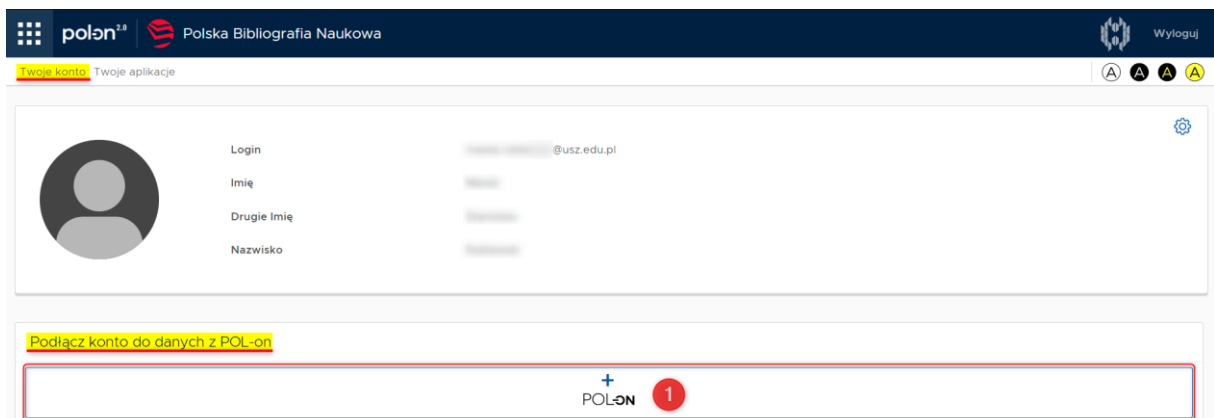 polon 2.0 Polska Bibliografia Naukowa Wyloguj
Twoje konto Twoje aplikacje A A A A
Login @usz.edu.pl
Imię
Drugie Imię
Nazwisko
Podłącz konto do danych z POL-on
+
POL-ON 1